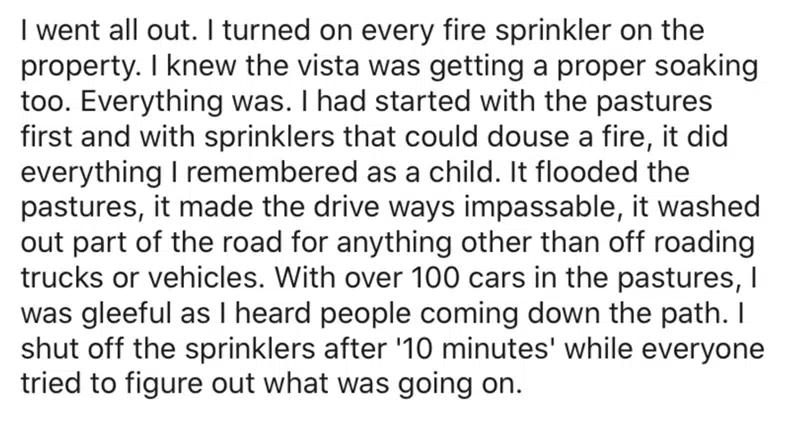 I went all out. I turned on every fire sprinkler on the
property. I knew the vista was getting a proper soaking
too. Everything was. I had started with the pastures
first and with sprinklers that could douse a fire, it did
everything I remembered as a child. It flooded the
pastures, it made the drive ways impassable, it washed
out part of the road for anything other than off roading
trucks or vehicles. With over 100 cars in the pastures, I
was gleeful as I heard people coming down the path. I
shut off the sprinklers after '10 minutes' while everyone
tried to figure out what was going on.